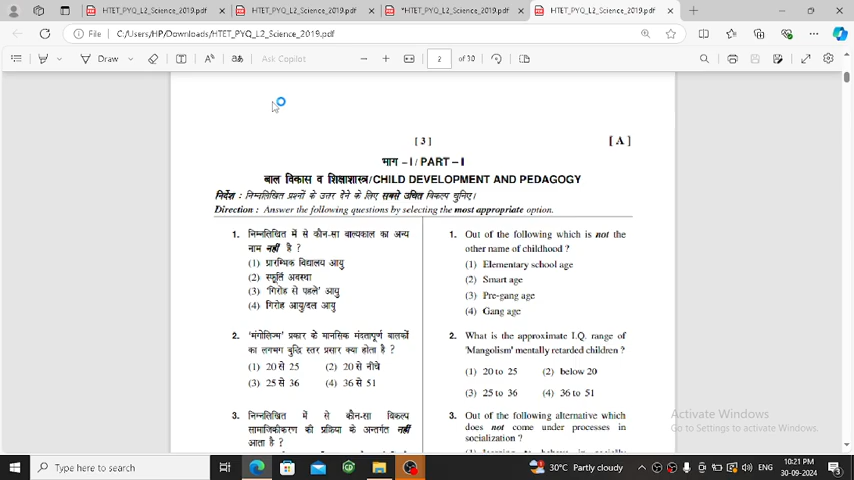 HTET_PYQ_L2_Science_2019.pdf
HTET_PYQ_L2_Science_2019.pdf
*HTET_PYQ_L2_Science_2019.pdf
HTET_PYQ_L2_Science_2019.pdf
File
C:/Users/HP/Downloads/HTET_PYQ_L2_Science_2019.pdf
Draw
Ask Copilot
2
of 30
[ 3 ]
[ A ]
भाग – I / PART – I
बाल विकास व शिक्षाशास्त्र/CHILD DEVELOPMENT AND PEDAGOGY
निर्देश : निम्नलिखित प्रश्नों के उत्तर देने के लिए सबसे उचित विकल्प चुनिए।
Direction : Answer the following questions by selecting the most appropriate option.
1. निम्नलिखित में से कौन-सा बाल्यकाल का अन्य
नाम नहीं है ?
(1) प्रारम्भिक विद्यालय आयु
(2) स्फूर्ति अवस्था
(3) 'गिरोह से पहले' आयु
(4) गिरोह आयु/दल आयु
2. 'मंगोलिज्म' प्रकार के मानसिक मंदतापूर्ण बालकों
का लगभग बुद्धि स्तर प्रसार क्या होता है ?
(1) 20 से 25 (2) 20 से नीचे
(3) 25 से 36 (4) 36 से 51
3. निम्नलिखित में से कौन-सा विकल्प
सामाजिकीकरण की प्रक्रिया के अन्तर्गत नहीं
आता है ?
1. Out of the following which is not the
other name of childhood ?
(1) Elementary school age
(2) Smart age
(3) Pre-gang age
(4) Gang age
2. What is the approximate I.Q. range of
'Mangolism' mentally retarded children ?
(1) 20 to 25 (2) below 20
(3) 25 to 36 (4) 36 to 51
3. Out of the following alternative which
does not come under processes in
socialization ?
Activate Windows
Go to Settings to activate Windows.
Type here to search
30°C Partly cloudy
ENG
10:21 PM
30-09-2024